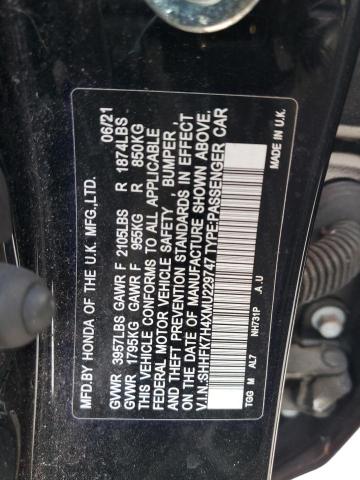 MFD.BY HONDA OF THE U.K. MFG.,LTD. 06/21
GVWR 3957LBS GAWR F 2105LBS R 1874LBS
GVWR 1795KG GAWR F 955KG R 850KG
THIS VEHICLE CONFORMS TO ALL APPLICABLE
FEDERAL MOTOR VEHICLE SAFETY , BUMPER ,
AND THEFT PREVENTION STANDARDS IN EFFECT
ON THE DATE OF MANUFACTURE SHOWN ABOVE.
V.I.N.:SHHFK7H4XMU229747 TYPE:PASSENGER CAR
TGG M AL7 NH731P .A.U MADE IN U.K.